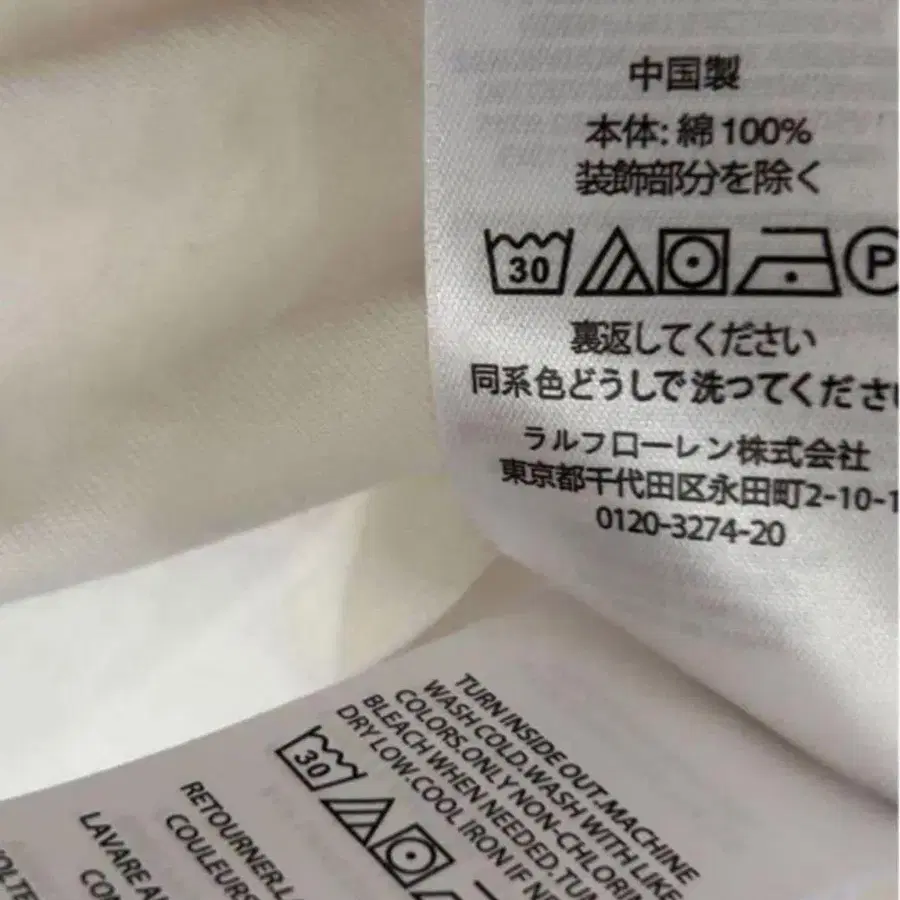 中国製
本体: 綿 100%
装飾部分を除く
30 P
裏返してください
同系色どうしで洗ってくださ
ラルフローレン株式会社
東京都千代田区永田町2-10-1
0120-3274-20
TURN INSIDE OUT.MACHINE
WASH COLD.WASH WITH LIKE
COLORS.ONLY NON-CHLORIN
BLEACH WHEN NEEDED.TUM
DRY LOW.COOL IRON IF NE
30
RETOURNER.L
COULEURS
LAVARE A